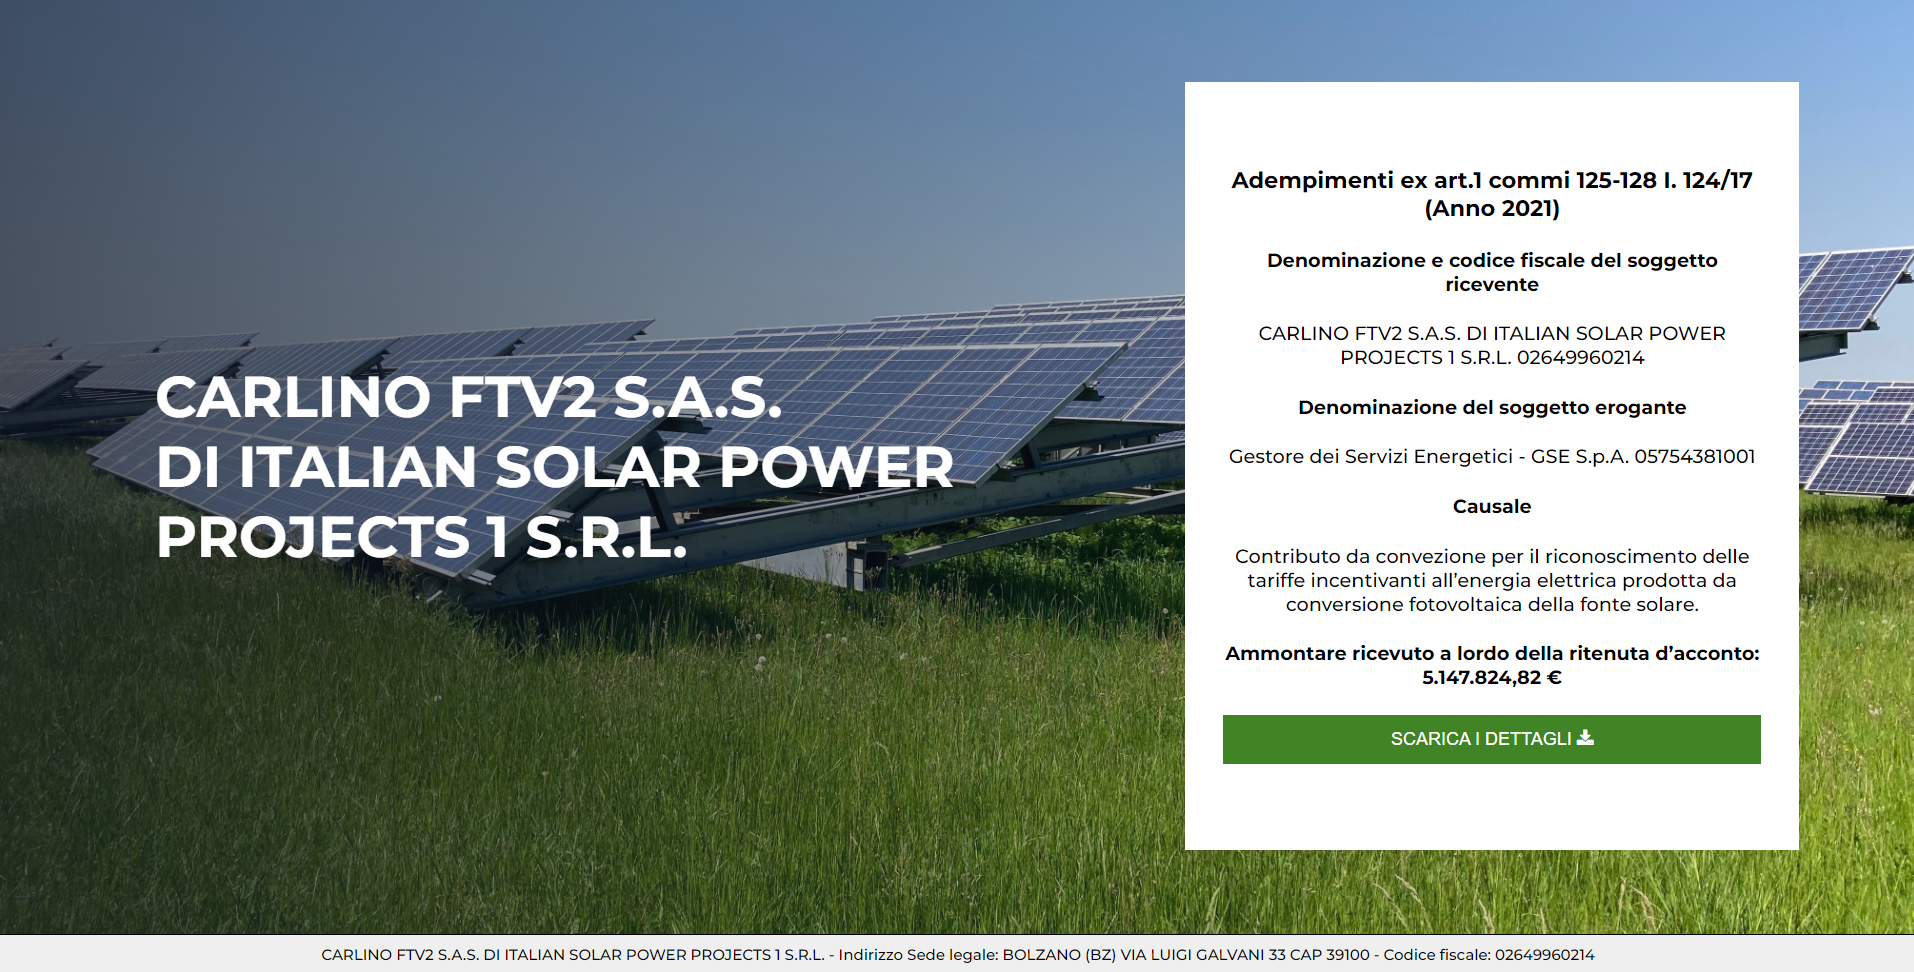 CARLINO FTV2 S.A.S.
DI ITALIAN SOLAR POWER
PROJECTS 1 S.R.L.
Adempimenti ex art.1 commi 125-128 l. 124/17
(Anno 2021)
Denominazione e codice fiscale del soggetto
ricevente
CARLINO FTV2 S.A.S. DI ITALIAN SOLAR POWER
PROJECTS 1 S.R.L. 02649960214
Denominazione del soggetto erogante
Gestore dei Servizi Energetici - GSE S.p.A. 05754381001
Causale
Contributo da convezione per il riconoscimento delle
tariffe incentivanti all’energia elettrica prodotta da
conversione fotovoltaica della fonte solare.
Ammontare ricevuto a lordo della ritenuta d’acconto:
5.147.824,82 €
SCARICA I DETTAGLI
CARLINO FTV2 S.A.S. DI ITALIAN SOLAR POWER PROJECTS 1 S.R.L. - Indirizzo Sede legale: BOLZANO (BZ) VIA LUIGI GALVANI 33 CAP 39100 - Codice fiscale: 02649960214